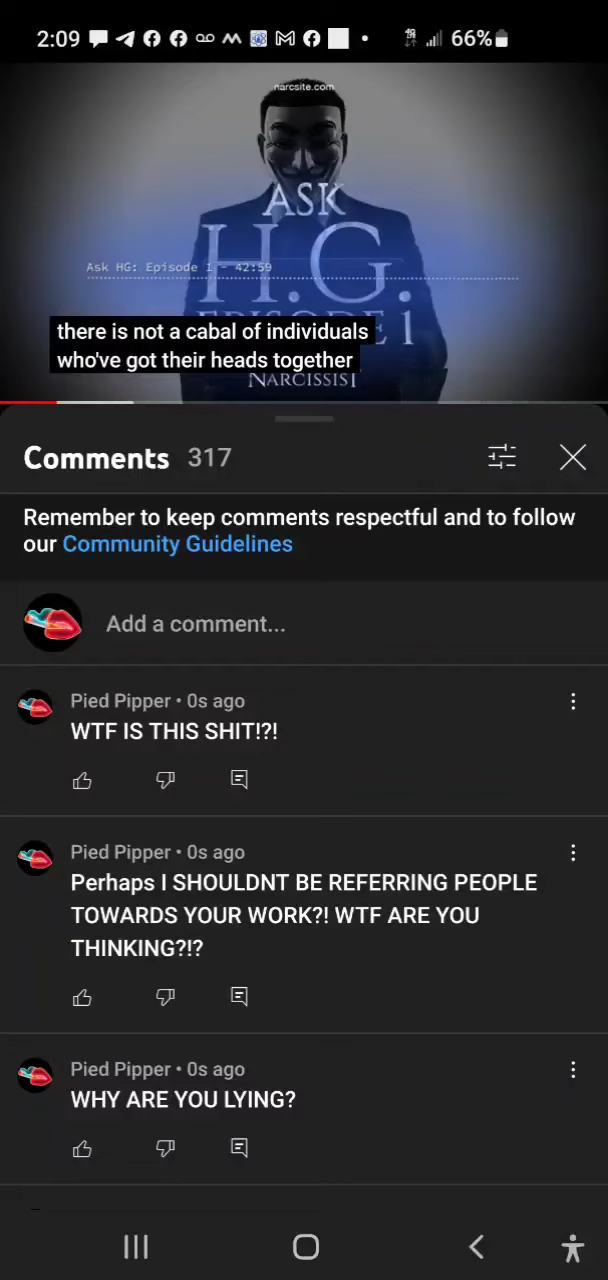 2:09
66%
narcsite.com
ASK
H.G.
Ask HG: Episode 1 - 42:59
EPISODE 1
there is not a cabal of individuals
who've got their heads together
NARCISSIST
Comments 317
Remember to keep comments respectful and to follow
our Community Guidelines
Add a comment...
Pied Pipper • 0s ago
WTF IS THIS SHIT!?!
Pied Pipper • 0s ago
Perhaps I SHOULDNT BE REFERRING PEOPLE
TOWARDS YOUR WORK?! WTF ARE YOU
THINKING?!?
Pied Pipper • 0s ago
WHY ARE YOU LYING?